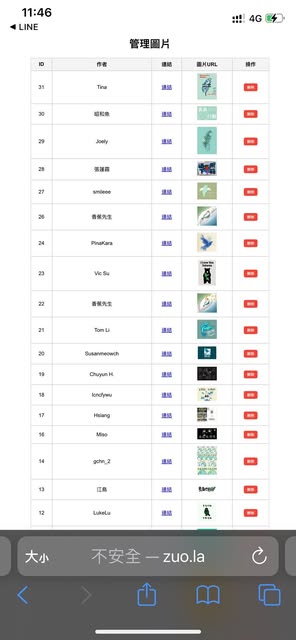 11:46
4G
◀ LINE
管理圖片
ID 作者 連結 圖片URL 操作
31 Tina 連結 刪除
30 昭和魚 連結 刪除
29 Joely 連結 刪除
28 張蓮露 連結 刪除
27 smileee 連結 刪除
26 香蕉先生 連結 刪除
24 PinaKara 連結 刪除
23 Vic Su 連結 刪除
22 香蕉先生 連結 刪除
21 Tom Li 連結 刪除
20 Susanmeowch 連結 刪除
19 Chuyun H. 連結 刪除
18 連結 刪除
17 Hsiang 連結 刪除
16 Miso 連結 刪除
14 gchn_2 連結 刪除
13 江鳥 連結 刪除
12 LukeLu 連結 刪除
大小 不安全 — zuo.la